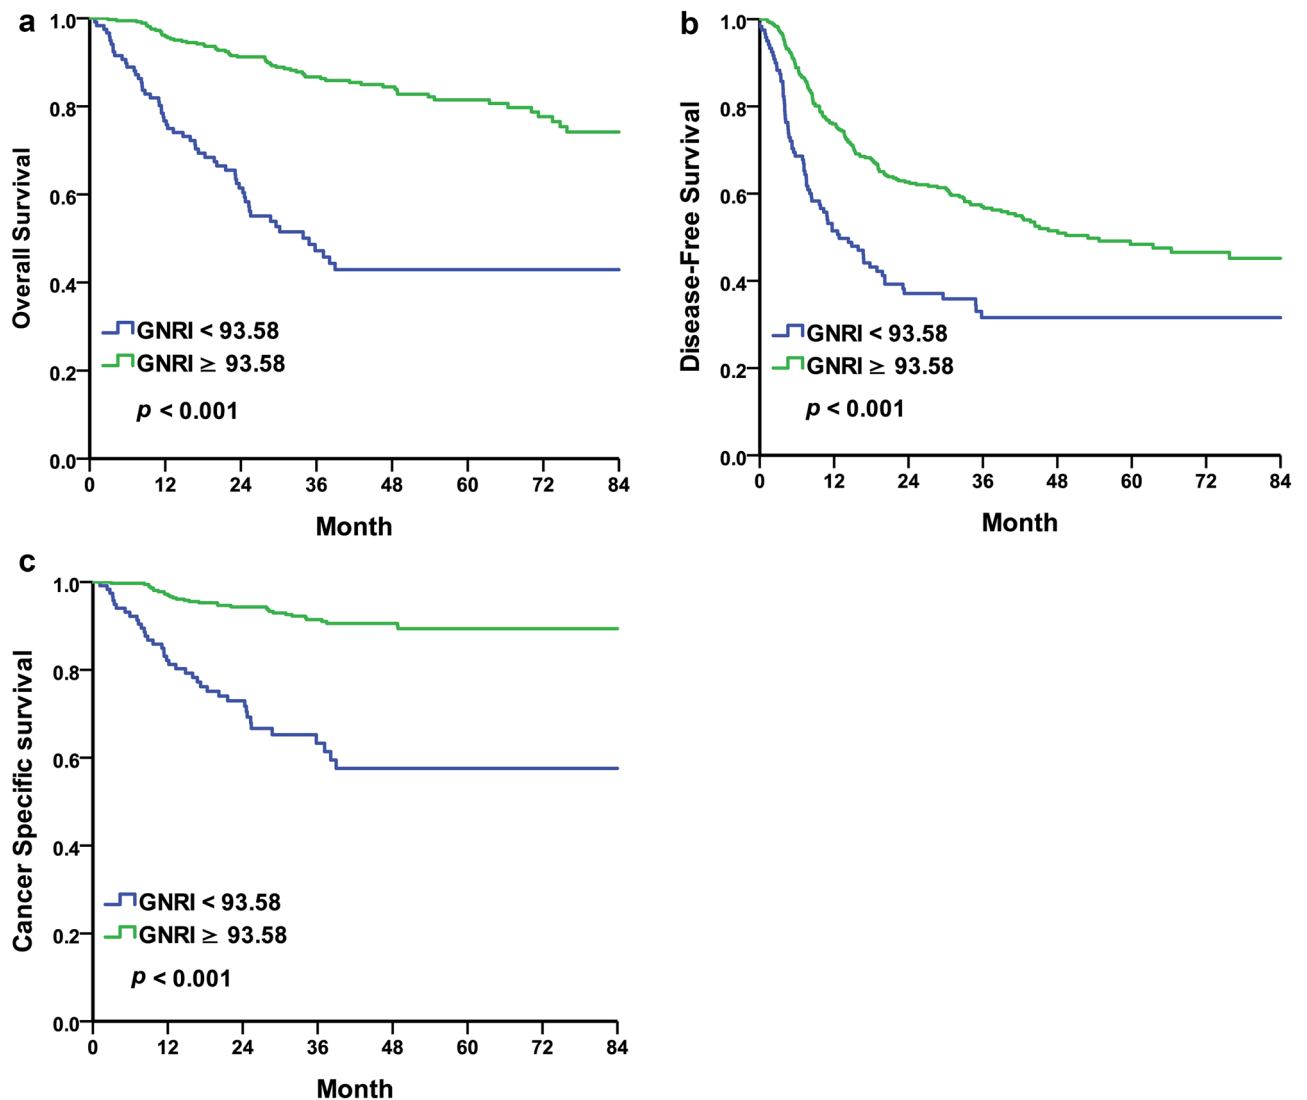 a
1.0
0.8
0.6
0.4
0.2
0.0
Overall Survival
GNRI < 93.58
GNRI ≥ 93.58
p < 0.001
0 12 24 36 48 60 72 84
Month
b
1.0
0.8
0.6
0.4
0.2
0.0
Disease-Free Survival
GNRI < 93.58
GNRI ≥ 93.58
p < 0.001
0 12 24 36 48 60 72 84
Month
c
1.0
0.8
0.6
0.4
0.2
0.0
Cancer Specific survival
GNRI < 93.58
GNRI ≥ 93.58
p < 0.001
0 12 24 36 48 60 72 84
Month